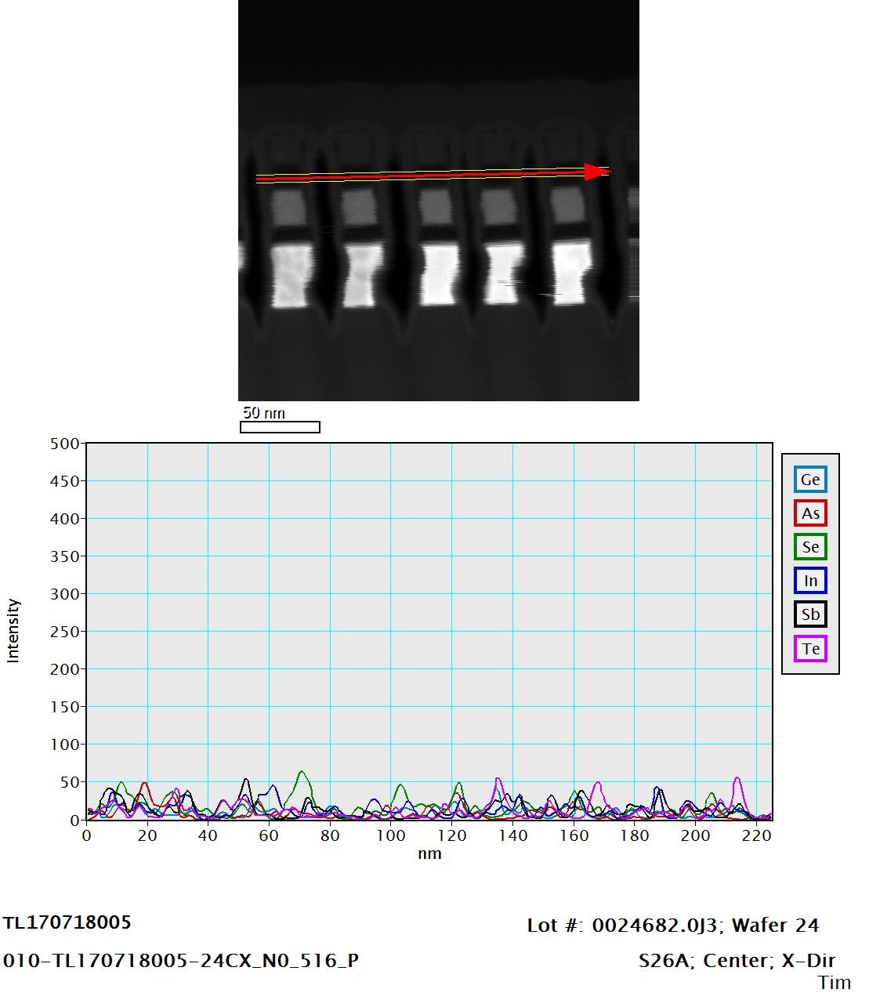 50 nm
500
450
400
350
300
250
200
150
100
50
0
Intensity
0 20 40 60 80 100 120 140 160 180 200 220
nm
Ge
As
Se
In
Sb
Te
TL170718005
Lot #: 0024682.0J3; Wafer 24
010-TL170718005-24CX_N0_516_P
S26A; Center; X-Dir
Tim